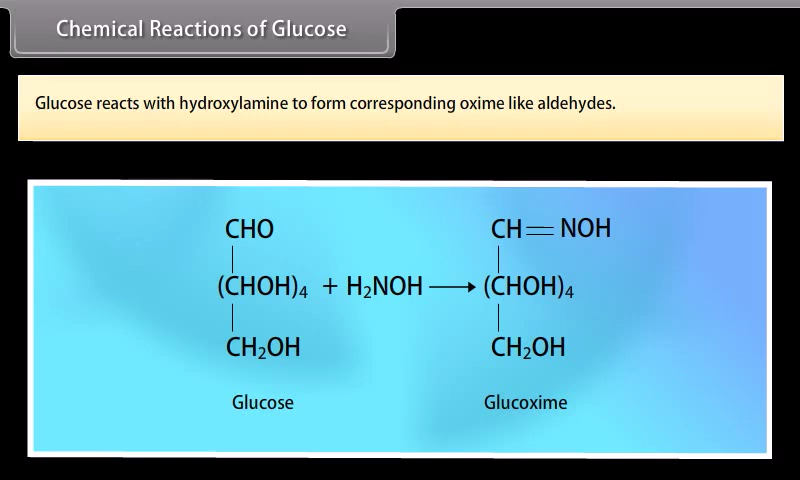 Chemical Reactions of Glucose
Glucose reacts with hydroxylamine to form corresponding oxime like aldehydes.
CHO CH=NOH
(CHOH)₄ + H₂NOH ⟶ (CHOH)₄
CH₂OH CH₂OH
Glucose Glucoxime